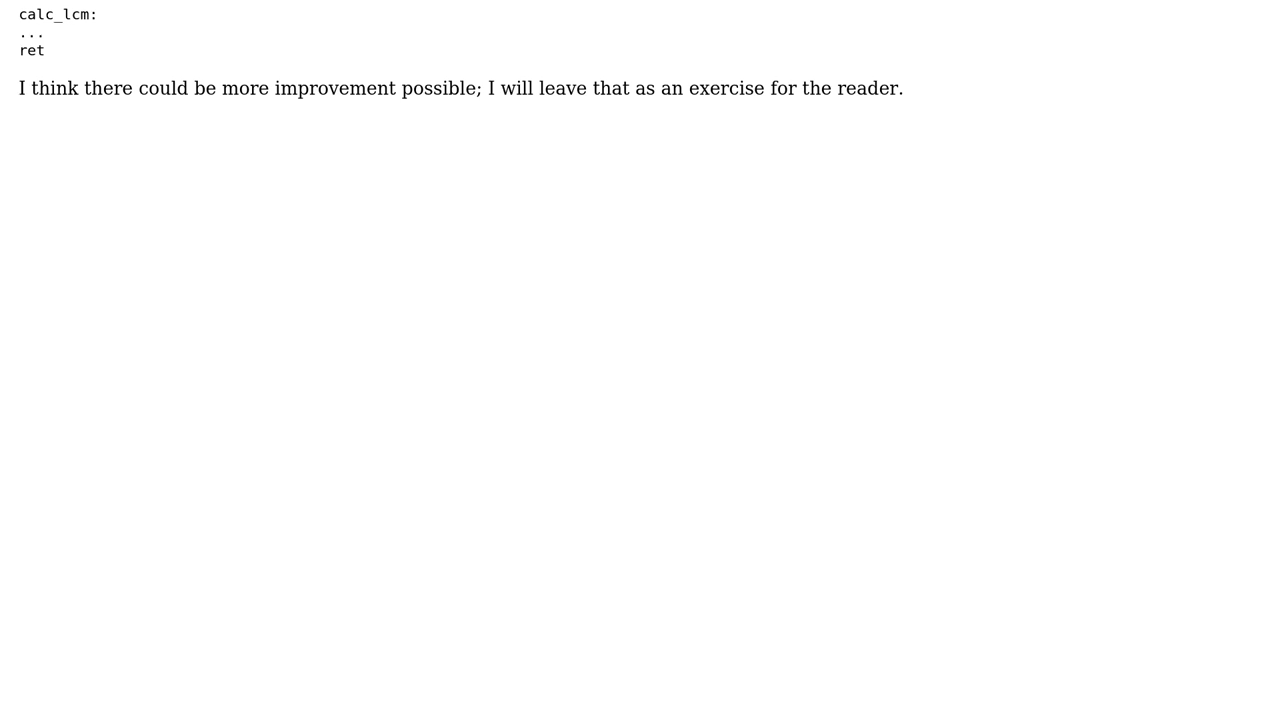 calc_lcm:
...
ret
I think there could be more improvement possible; I will leave that as an exercise for the reader.